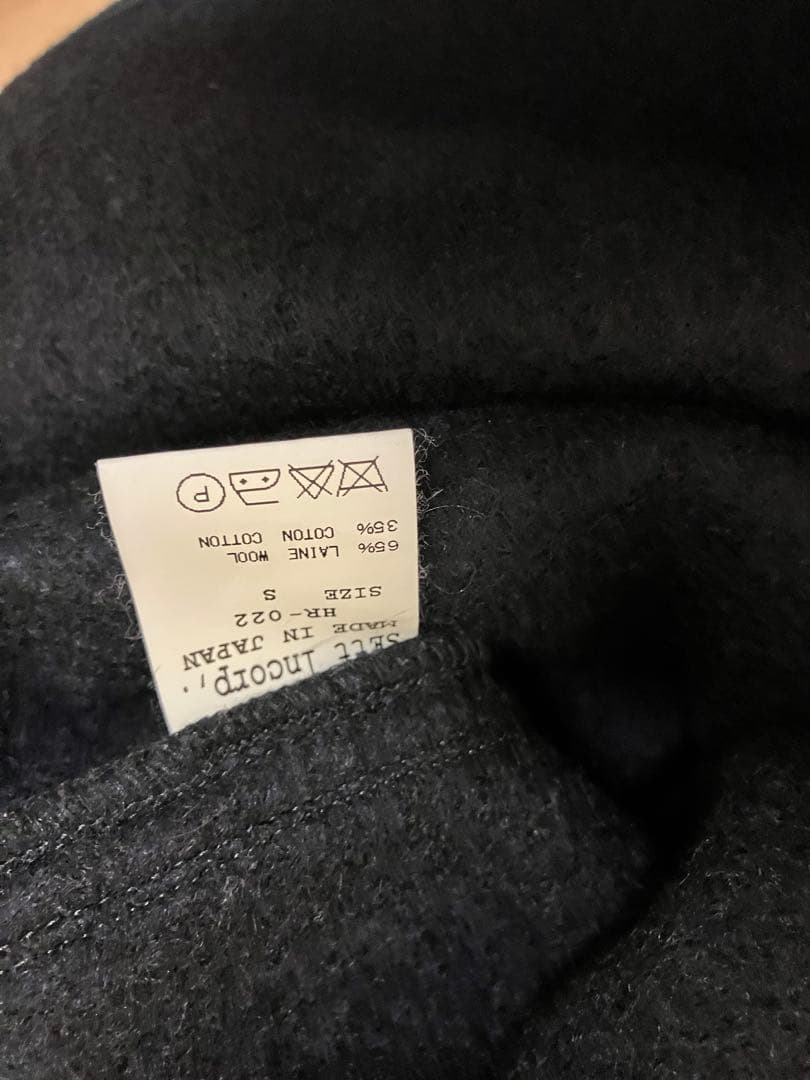 Incorp,.
MADE IN JAPAN
HR-022
SIZE S
65% LAINE WOOL
35% COTON COTTON
P